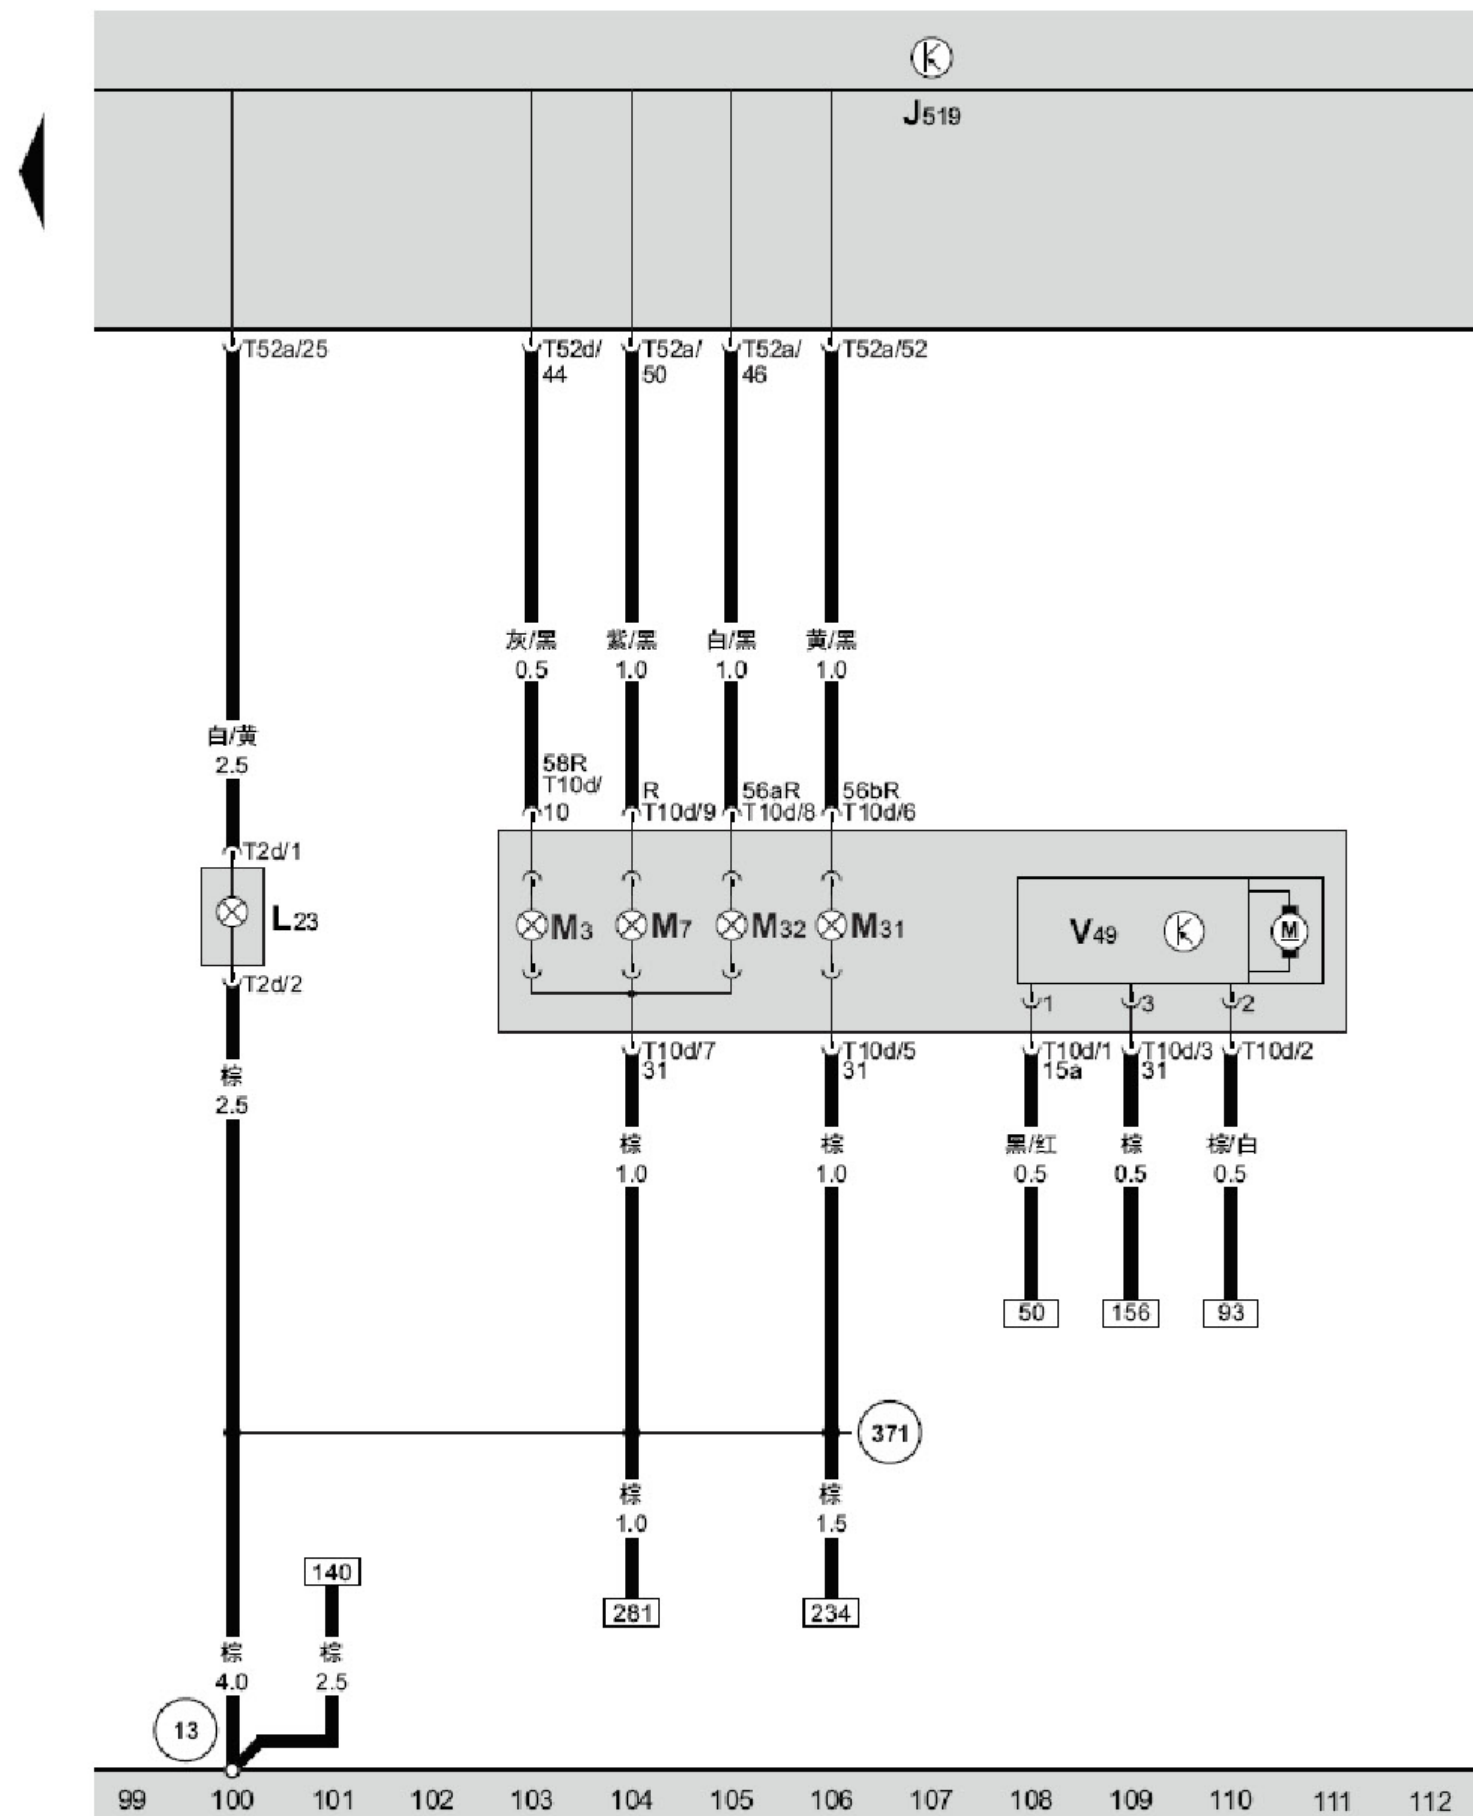 J519
T52a/25
T52d/
44
T52a/
50
T52a/
46
T52a/52
灰/黑
0.5
紫/黑
1.0
白/黑
1.0
黄/黑
1.0
白/黄
2.5
58R
T10d/
10
R
T10d/9
56aR
T10d/8
56bR
T10d/6
T2d/1
L23
M3
M7
M32
M31
V49
M
T2d/2
1
3
2
T10d/7
31
T10d/5
31
T10d/1
15a
T10d/3
31
T10d/2
棕
2.5
棕
1.0
棕
1.0
黑/红
0.5
棕
0.5
棕/白
0.5
50
156
93
371
棕
1.0
棕
1.5
140
281
234
棕
4.0
棕
2.5
13
99 100 101 102 103 104 105 106 107 108 109 110 111 112